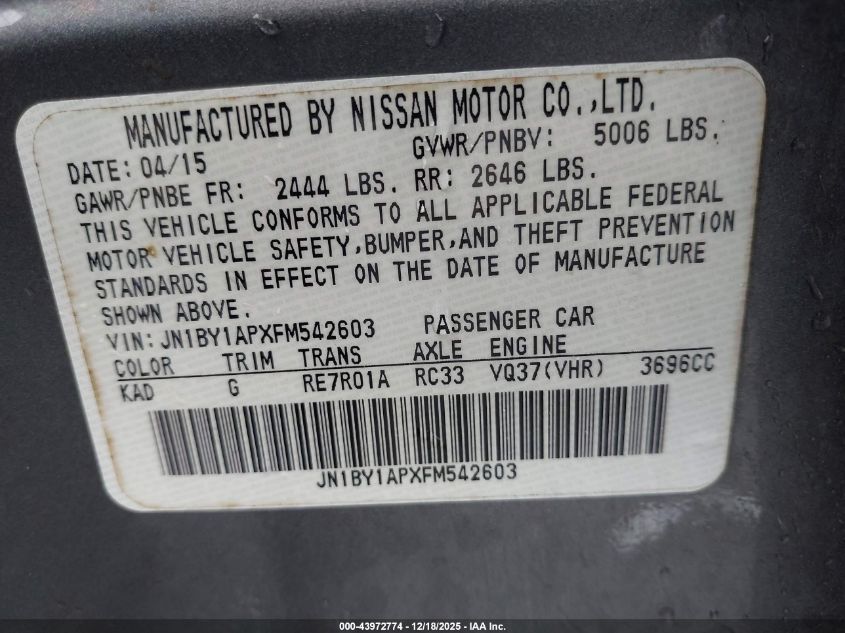 MANUFACTURED BY NISSAN MOTOR CO.,LTD.
DATE: 04/15 GVWR/PNBV: 5006 LBS.
GAWR/PNBE FR: 2444 LBS. RR: 2646 LBS.
THIS VEHICLE CONFORMS TO ALL APPLICABLE FEDERAL
MOTOR VEHICLE SAFETY,BUMPER,AND THEFT PREVENTION
STANDARDS IN EFFECT ON THE DATE OF MANUFACTURE
SHOWN ABOVE.
VIN: JN1BY1APXFM542603 PASSENGER CAR
COLOR TRIM TRANS AXLE ENGINE
KAD G RE7R01A RC33 VQ37(VHR) 3696CC
JN1BY1APXFM542603
000-43972774 - 12/18/2025 - IAA Inc.